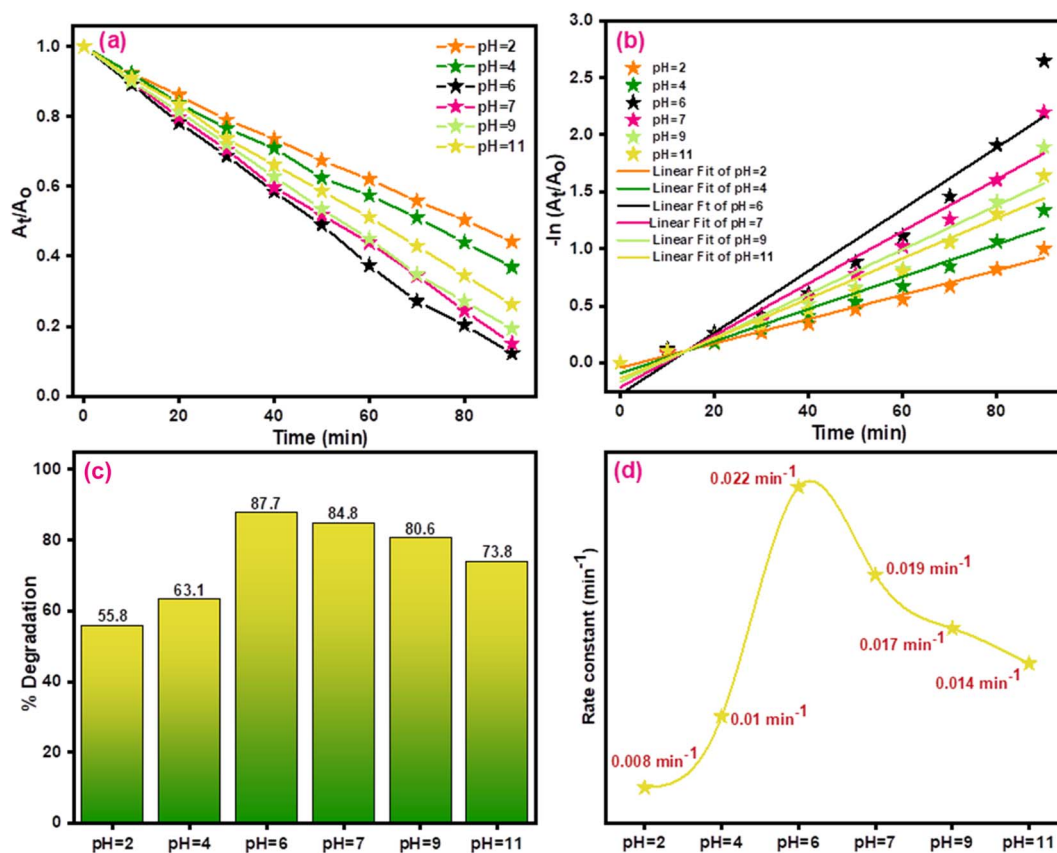 (a)
1.0
0.8
0.6
0.4
0.2
0.0
Aₜ/Aₒ
pH=2
pH=4
pH=6
pH=7
pH=9
pH=11
0 20 40 60 80
Time (min)
(b)
3.0
2.5
2.0
1.5
1.0
0.5
0.0
-ln (Aₜ/Aₒ)
pH=2
pH=4
pH=6
pH=7
pH=9
pH=11
Linear Fit of pH=2
Linear Fit of pH=4
Linear Fit of pH=6
Linear Fit of pH=7
Linear Fit of pH=9
Linear Fit of pH=11
0 20 40 60 80
Time (min)
(c)
100
80
60
40
20
0
% Degradation
55.8
63.1
87.7
84.8
80.6
73.8
pH=2 pH=4 pH=6 pH=7 pH=9 pH=11
(d)
Rate constant (min⁻¹)
0.008 min⁻¹
0.01 min⁻¹
0.022 min⁻¹
0.019 min⁻¹
0.017 min⁻¹
0.014 min⁻¹
pH=2 pH=4 pH=6 pH=7 pH=9 pH=11